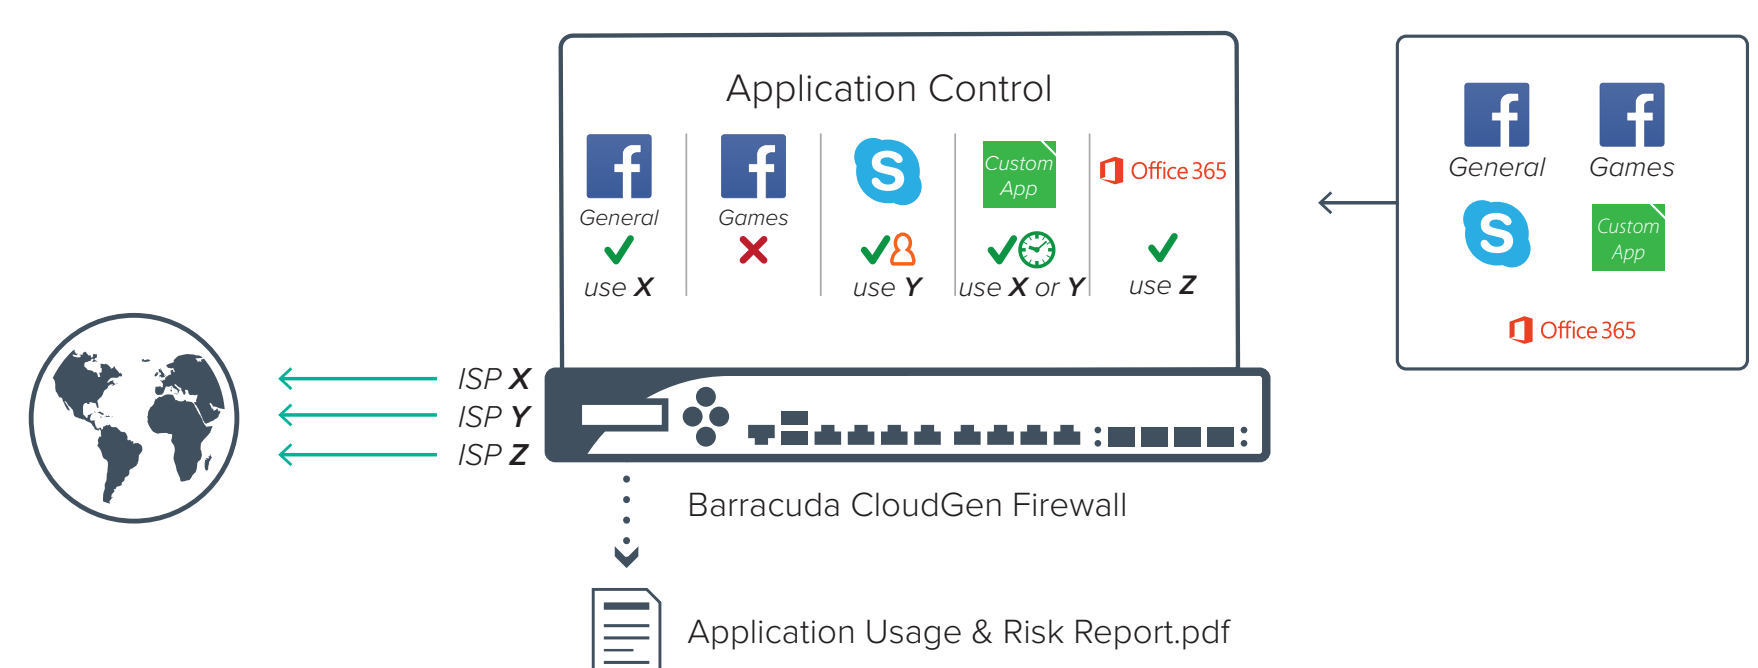 Application Control
General
Games
S
Custom
App
Office 365
use X
use Y
use X or Y
use Z
General
Games
S
Custom
App
Office 365
ISP X
ISP Y
ISP Z
Barracuda CloudGen Firewall
Application Usage & Risk Report.pdf